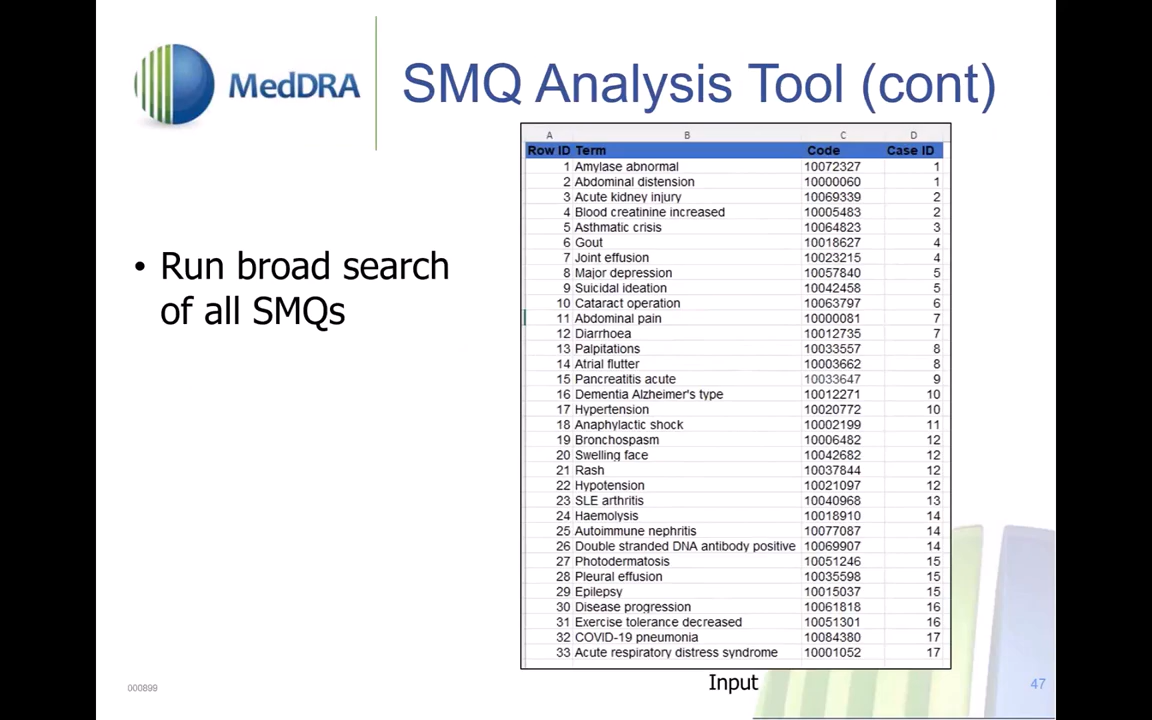 MedDRA
SMQ Analysis Tool (cont)
• Run broad search
of all SMQs
A B C D
Row ID Term Code Case ID
1 Amylase abnormal 10072327 1
2 Abdominal distension 10000060 1
3 Acute kidney injury 10069339 2
4 Blood creatinine increased 10005483 2
5 Asthmatic crisis 10064823 3
6 Gout 10018627 4
7 Joint effusion 10023215 4
8 Major depression 10057840 5
9 Suicidal ideation 10042458 5
10 Cataract operation 10063797 6
11 Abdominal pain 10000081 7
12 Diarrhoea 10012735 7
13 Palpitations 10033557 8
14 Atrial flutter 10003662 8
15 Pancreatitis acute 10033647 9
16 Dementia Alzheimer's type 10012271 10
17 Hypertension 10020772 10
18 Anaphylactic shock 10002199 11
19 Bronchospasm 10006482 12
20 Swelling face 10042682 12
21 Rash 10037844 12
22 Hypotension 10021097 12
23 SLE arthritis 10040968 13
24 Haemolysis 10018910 14
25 Autoimmune nephritis 10077087 14
26 Double stranded DNA antibody positive 10069907 14
27 Photodermatosis 10051246 15
28 Pleural effusion 10035598 15
29 Epilepsy 10015037 15
30 Disease progression 10061818 16
31 Exercise tolerance decreased 10051301 16
32 COVID-19 pneumonia 10084380 17
33 Acute respiratory distress syndrome 10001052 17
Input
000899
47